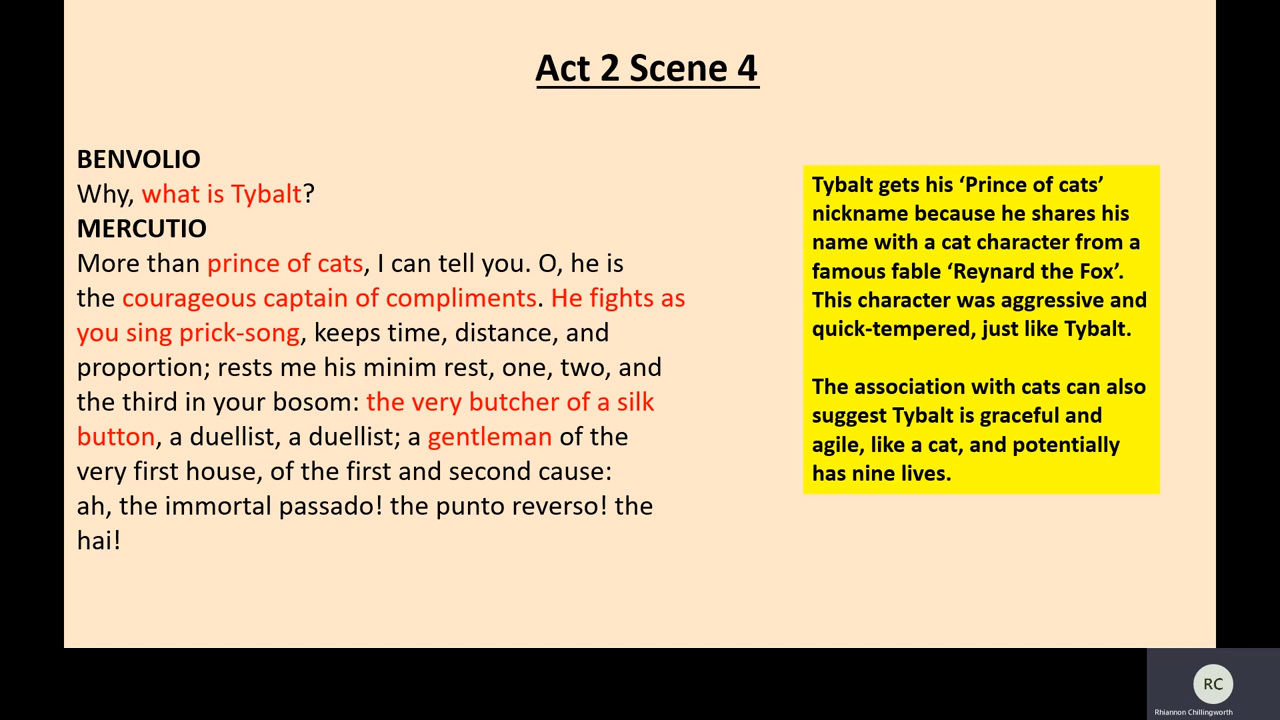 Act 2 Scene 4
BENVOLIO
Why, what is Tybalt?
MERCUTIO
More than prince of cats, I can tell you. O, he is
the courageous captain of compliments. He fights as
you sing prick-song, keeps time, distance, and
proportion; rests me his minim rest, one, two, and
the third in your bosom: the very butcher of a silk
button, a duellist, a duellist; a gentleman of the
very first house, of the first and second cause:
ah, the immortal passado! the punto reverso! the
hai!
Tybalt gets his ‘Prince of cats’
nickname because he shares his
name with a cat character from a
famous fable ‘Reynard the Fox’.
This character was aggressive and
quick-tempered, just like Tybalt.
The association with cats can also
suggest Tybalt is graceful and
agile, like a cat, and potentially
has nine lives.
RC
Rhiannon Chillingworth